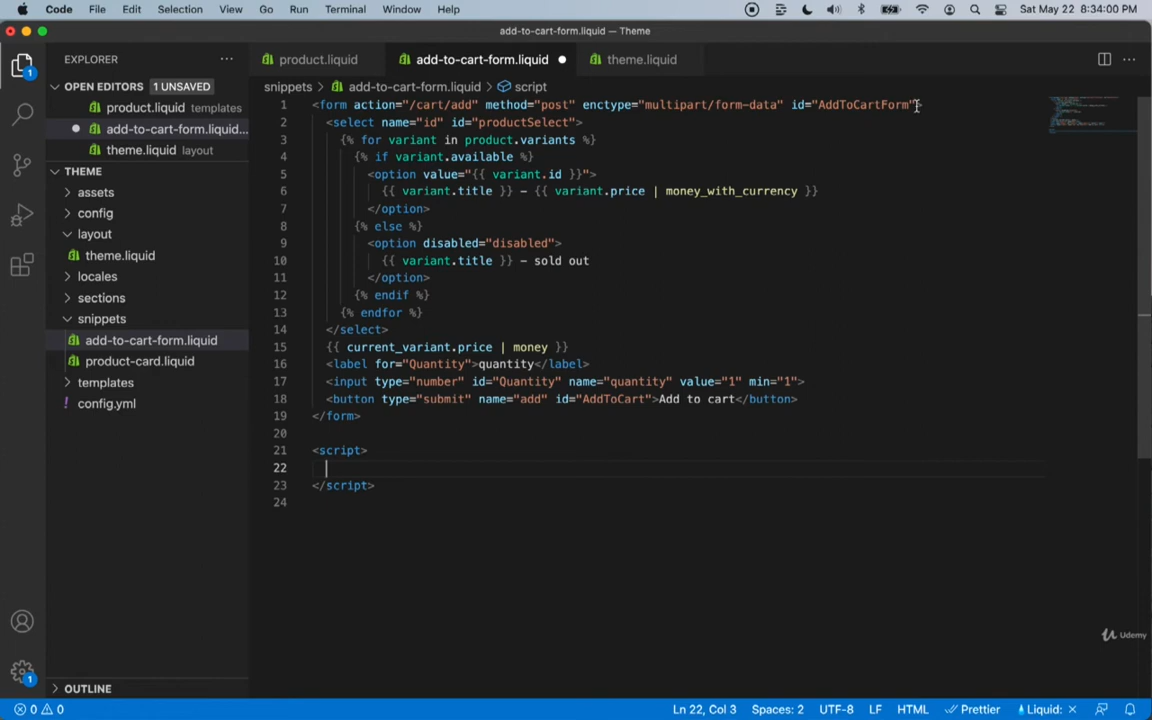 Code File Edit Selection View Go Run Terminal Window Help Sat May 22 8:34:00 PM
add-to-cart-form.liquid — Theme
EXPLORER
product.liquid add-to-cart-form.liquid theme.liquid
OPEN EDITORS 1 UNSAVED
snippets > add-to-cart-form.liquid > script
product.liquid templates
add-to-cart-form.liquid...
theme.liquid layout
THEME
assets
config
layout
theme.liquid
locales
sections
snippets
add-to-cart-form.liquid
product-card.liquid
templates
config.yml
OUTLINE
1 <form action="/cart/add" method="post" enctype="multipart/form-data" id="AddToCartForm">
2 <select name="id" id="productSelect">
3 {% for variant in product.variants %}
4 {% if variant.available %}
5 <option value="{{ variant.id }}">
6 {{ variant.title }} - {{ variant.price | money_with_currency }}
7 </option>
8 {% else %}
9 <option disabled="disabled">
10 {{ variant.title }} - sold out
11 </option>
12 {% endif %}
13 {% endfor %}
14 </select>
15 {{ current_variant.price | money }}
16 <label for="Quantity">quantity</label>
17 <input type="number" id="Quantity" name="quantity" value="1" min="1">
18 <button type="submit" name="add" id="AddToCart">Add to cart</button>
19 </form>
20
21 <script>
22
23 </script>
24
1
1
Udemy
0 0 Ln 22, Col 3 Spaces: 2 UTF-8 LF HTML Prettier Liquid: ×